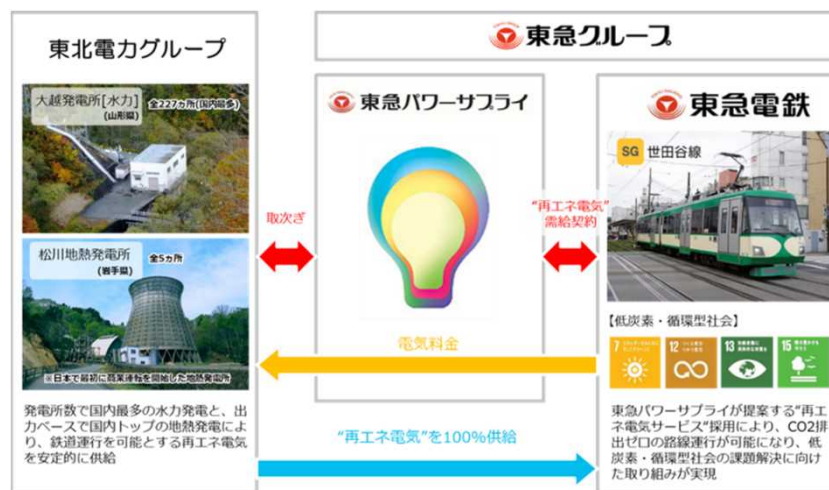 東北電力グループ
大越発電所[水力]
(山形県)
全227ヵ所(国内最多)
松川地熱発電所
(岩手県)
全5ヵ所
※日本で最初に商業運転を開始した地熱発電所
発電所数で国内最多の水力発電と、出
力ベースで国内トップの地熱発電によ
り、鉄道運行を可能とする再エネ電気
を安定的に供給
取次ぎ
東急グループ
東急パワーサプライ
"再エネ電気"
需給契約
電気料金
"再エネ電気"を100%供給
東急電鉄
SG 世田谷線
【低炭素・循環型社会】
7
12
13
15
東急パワーサプライが提案する"再エ
ネ電気サービス"採用により、CO2排
出ゼロの路線運行が可能になり、低
炭素・循環型社会の課題解決に向け
た取り組みが実現